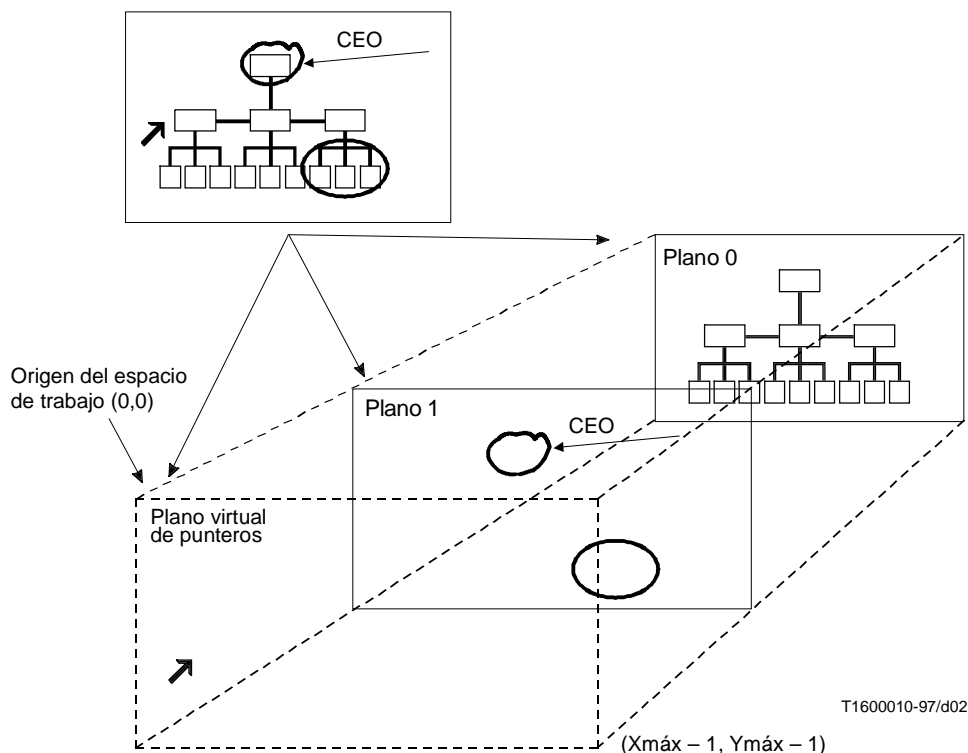 CEO
Plano 0
Origen del espacio
de trabajo (0,0)
Plano 1
CEO
Plano virtual
de punteros
T1600010-97/d02
(Xmáx – 1, Ymáx – 1)